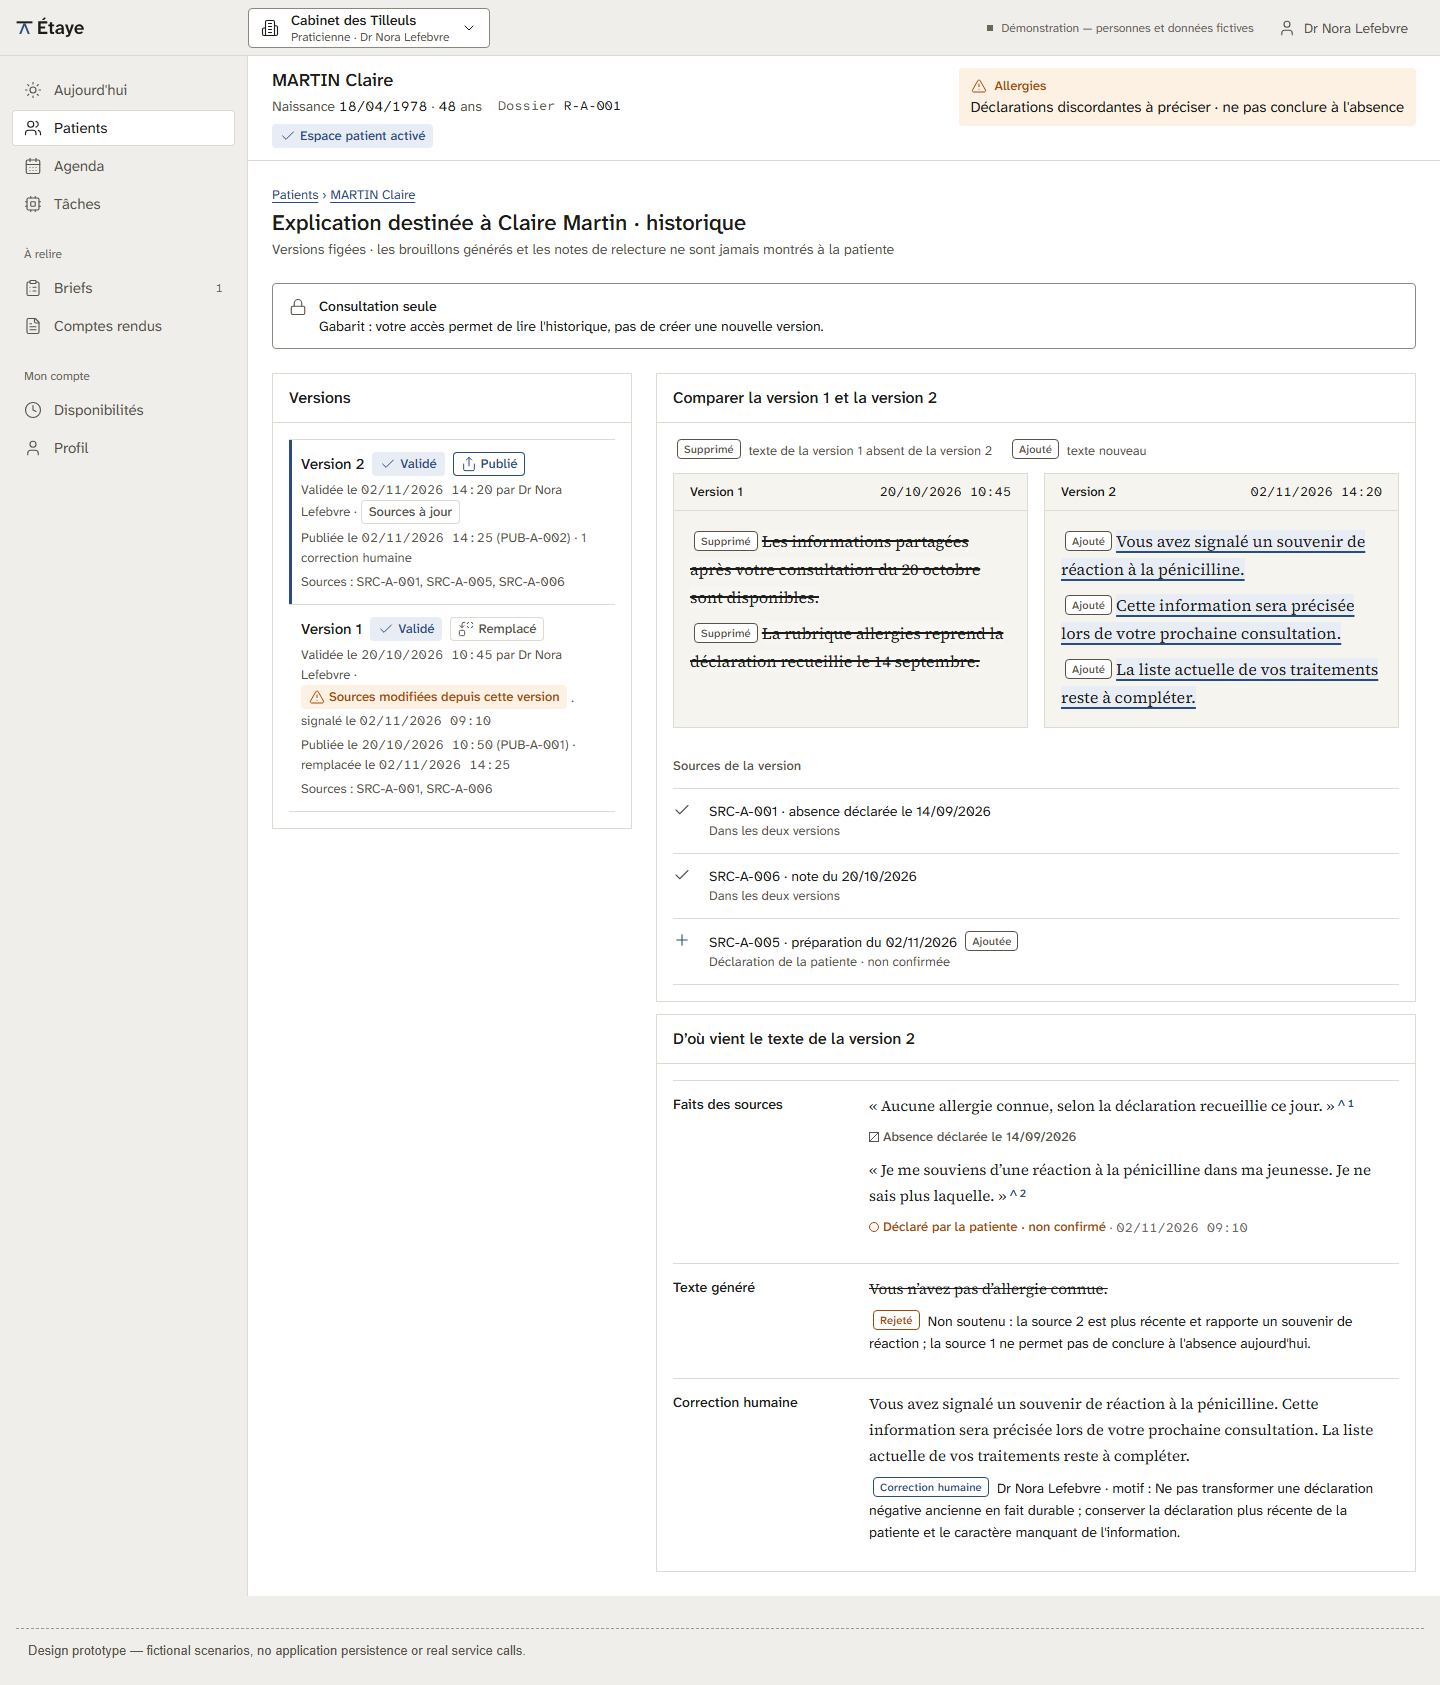 Étaye
Cabinet des Tilleuls
Praticienne · Dr Nora Lefebvre
Démonstration — personnes et données fictives
Dr Nora Lefebvre
Aujourd'hui
Patients
Agenda
Tâches
À relire
Briefs 1
Comptes rendus
Mon compte
Disponibilités
Profil
MARTIN Claire
Naissance 18/04/1978 · 48 ans Dossier R-A-001
Espace patient activé
Allergies
Déclarations discordantes à préciser · ne pas conclure à l'absence
Patients › MARTIN Claire
Explication destinée à Claire Martin · historique
Versions figées · les brouillons générés et les notes de relecture ne sont jamais montrés à la patiente
Consultation seule
Gabarit : votre accès permet de lire l'historique, pas de créer une nouvelle version.
Versions
Version 2 Validé Publié
Validée le 02/11/2026 14:20 par Dr Nora
Lefebvre · Sources à jour
Publiée le 02/11/2026 14:25 (PUB-A-002) · 1
correction humaine
Sources : SRC-A-001, SRC-A-005, SRC-A-006
Version 1 Validé Remplacé
Validée le 20/10/2026 10:45 par Dr Nora
Lefebvre ·
Sources modifiées depuis cette version ·
signalé le 02/11/2026 09:10
Publiée le 20/10/2026 10:50 (PUB-A-001) ·
remplacée le 02/11/2026 14:25
Sources : SRC-A-001, SRC-A-006
Comparer la version 1 et la version 2
Supprimé texte de la version 1 absent de la version 2 Ajouté texte nouveau
Version 1 20/10/2026 10:45
Supprimé Les informations partagées
après votre consultation du 20 octobre
sont disponibles.
Supprimé La rubrique allergies reprend la
déclaration recueillie le 14 septembre.
Version 2 02/11/2026 14:20
Ajouté Vous avez signalé un souvenir de
réaction à la pénicilline.
Ajouté Cette information sera précisée
lors de votre prochaine consultation.
Ajouté La liste actuelle de vos traitements
reste à compléter.
Sources de la version
SRC-A-001 · absence déclarée le 14/09/2026
Dans les deux versions
SRC-A-006 · note du 20/10/2026
Dans les deux versions
SRC-A-005 · préparation du 02/11/2026 Ajoutée
Déclaration de la patiente · non confirmée
D’où vient le texte de la version 2
Faits des sources
« Aucune allergie connue, selon la déclaration recueillie ce jour. » ^ 1
Absence déclarée le 14/09/2026
« Je me souviens d’une réaction à la pénicilline dans ma jeunesse. Je ne
sais plus laquelle. » ^ 2
Déclaré par la patiente · non confirmé · 02/11/2026 09:10
Texte généré
Vous n’avez pas d’allergie connue.
Rejeté Non soutenu : la source 2 est plus récente et rapporte un souvenir de
réaction ; la source 1 ne permet pas de conclure à l'absence aujourd'hui.
Correction humaine
Vous avez signalé un souvenir de réaction à la pénicilline. Cette
information sera précisée lors de votre prochaine consultation. La liste
actuelle de vos traitements reste à compléter.
Correction humaine Dr Nora Lefebvre · motif : Ne pas transformer une déclaration
négative ancienne en fait durable ; conserver la déclaration plus récente de la
patiente et le caractère manquant de l'information.
Design prototype — fictional scenarios, no application persistence or real service calls.